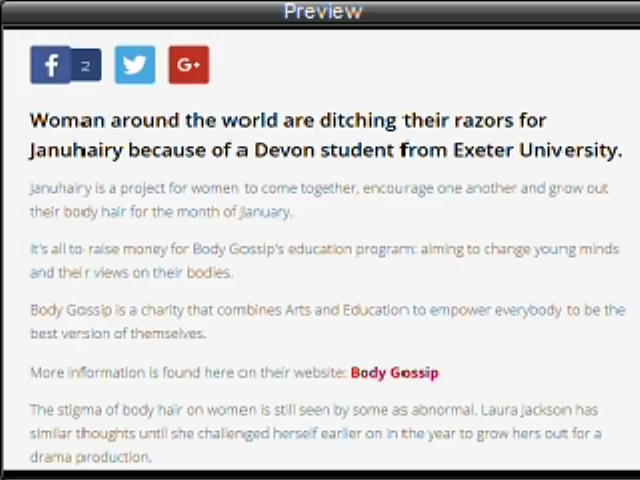 Preview
f 2 G+
Woman around the world are ditching their razors for
Januhairy because of a Devon student from Exeter University.
Januhairy is a project for women to come together, encourage one another and grow out
their body hair for the month of January.
It's all to raise money for Body Gossip's education program: aiming to change young minds
and their views on their bodies.
Body Gossip is a charity that combines Arts and Education to empower everybody to be the
best version of themselves.
More information is found here on their website: Body Gossip
The stigma of body hair on women is still seen by some as abnormal. Laura Jackson has
similar thoughts until she challenged herself earlier on in the year to grow hers out for a
drama production.